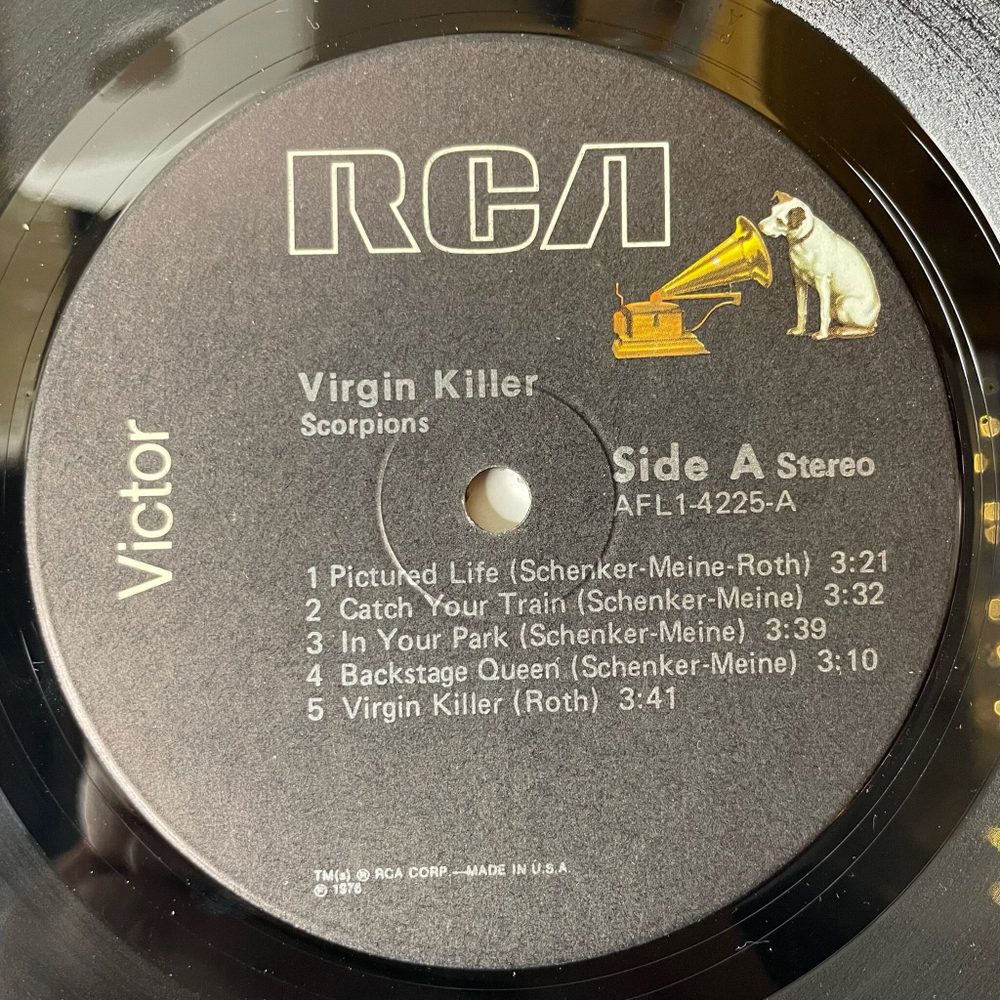 RCA
Victor
Virgin Killer
Scorpions
Side A Stereo
AFL1-4225-A
1 Pictured Life (Schenker-Meine-Roth) 3:21
2 Catch Your Train (Schenker-Meine) 3:32
3 In Your Park (Schenker-Meine) 3:39
4 Backstage Queen (Schenker-Meine) 3:10
5 Virgin Killer (Roth) 3:41
TM(s) ® RCA CORP.—MADE IN U.S.A.
℗ 1976